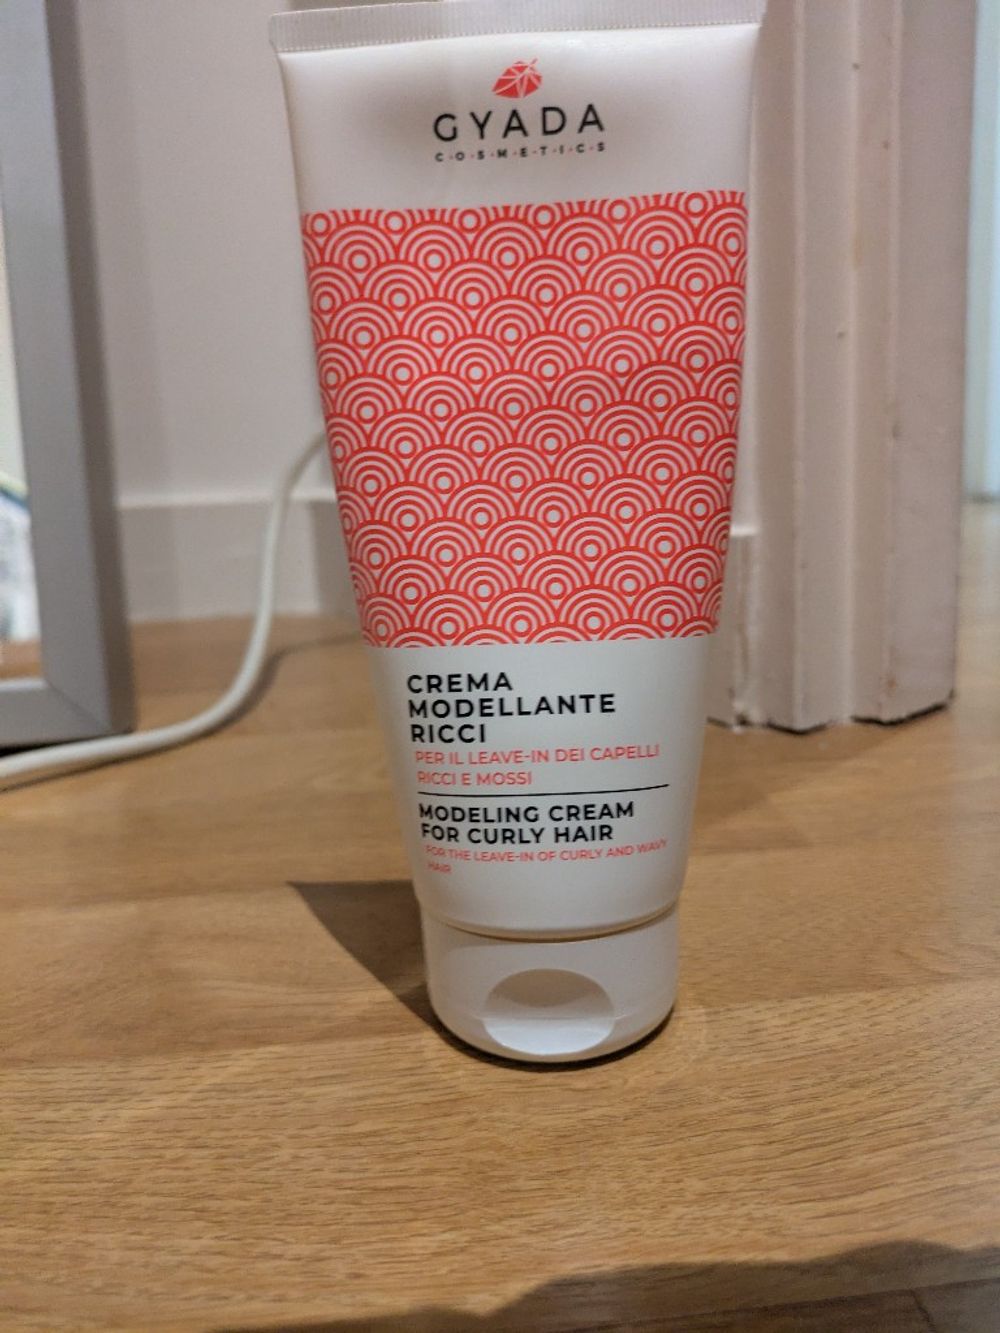 GYADA
C·O·S·M·E·T·I·C·S
CREMA
MODELLANTE
RICCI
PER IL LEAVE-IN DEI CAPELLI
RICCI E MOSSI
MODELING CREAM
FOR CURLY HAIR
FOR THE LEAVE-IN OF CURLY AND WAVY
HAIR